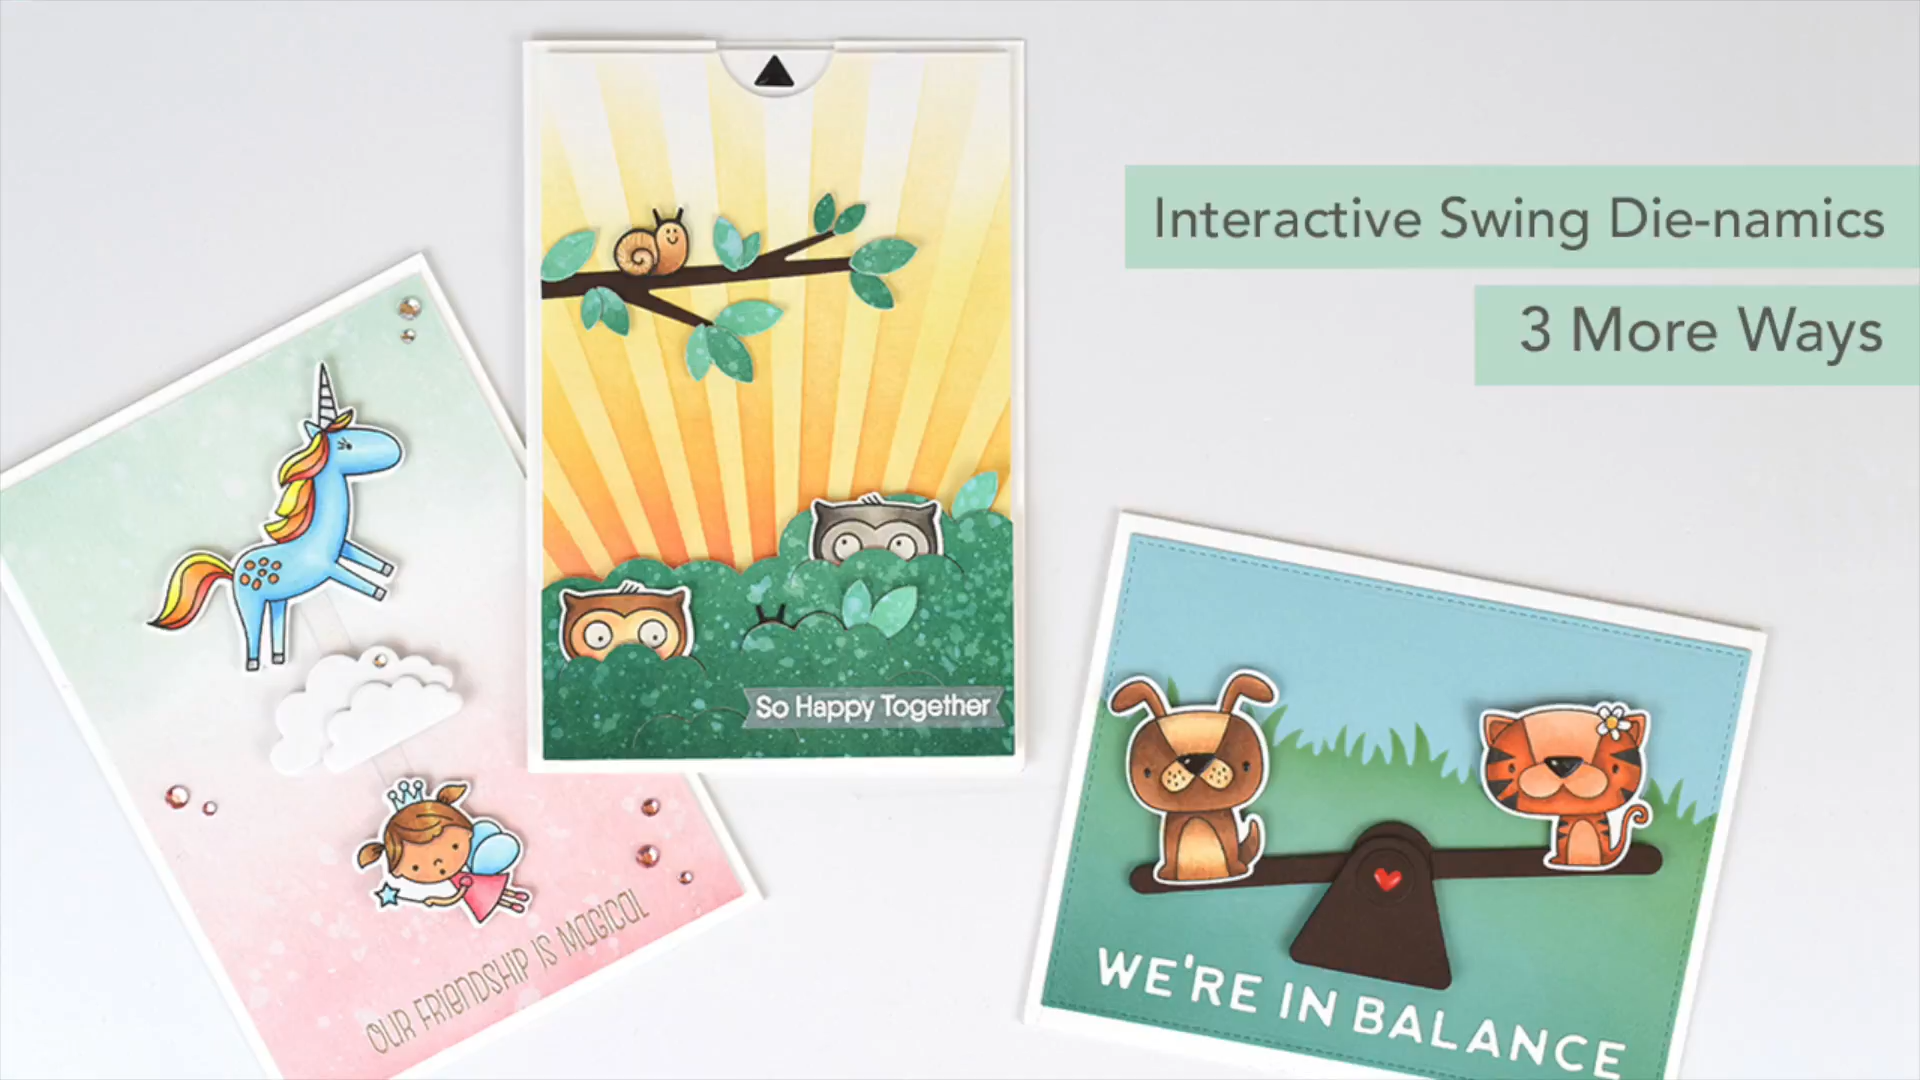 Interactive Swing Die-namics
3 More Ways
So Happy Together
OUR FRIENDSHIP IS MAGICAL
WE'RE IN BALANCE